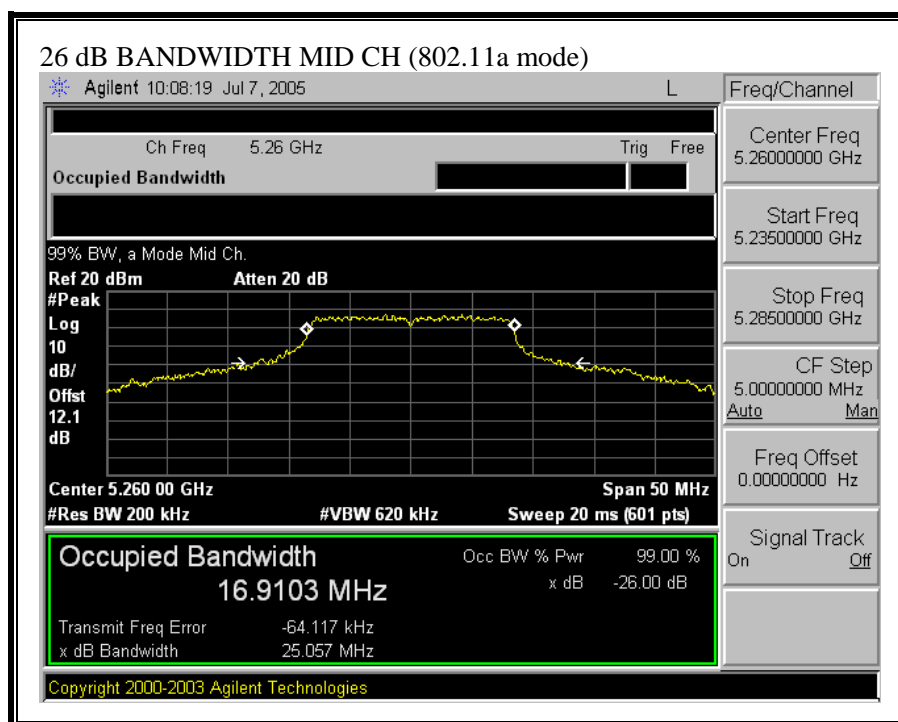 26 dB BANDWIDTH MID CH (802.11a mode)
Agilent 10:08:19 Jul 7, 2005 L
Freq/Channel
Ch Freq 5.26 GHz Trig Free
Occupied Bandwidth
Center Freq
5.26000000 GHz
Start Freq
5.23500000 GHz
Stop Freq
5.28500000 GHz
CF Step
5.00000000 MHz
Auto Man
Freq Offset
0.00000000 Hz
Signal Track
On Off
99% BW, a Mode Mid Ch.
Ref 20 dBm Atten 20 dB
#Peak
Log
10
dB/
Offst
12.1
dB
Center 5.260 00 GHz Span 50 MHz
#Res BW 200 kHz #VBW 620 kHz Sweep 20 ms (601 pts)
Occupied Bandwidth Occ BW % Pwr 99.00 %
16.9103 MHz x dB -26.00 dB
Transmit Freq Error -64.117 kHz
x dB Bandwidth 25.057 MHz
Copyright 2000-2003 Agilent Technologies